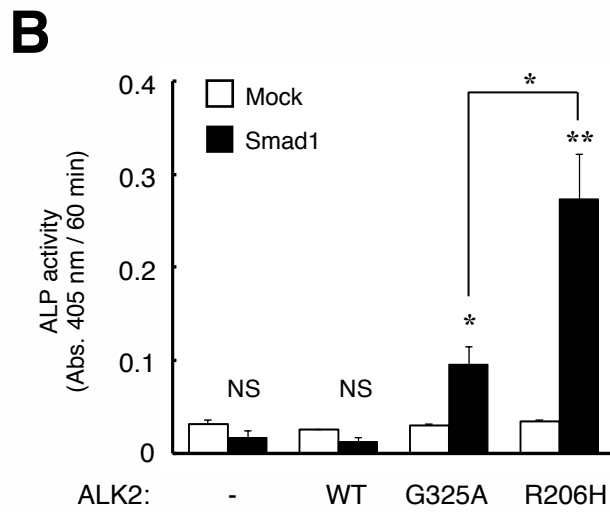 B
ALP activity
(Abs. 405 nm / 60 min)
0.4
0.3
0.2
0.1
0
Mock
Smad1
*
**
*
NS
NS
ALK2:
-
WT
G325A
R206H